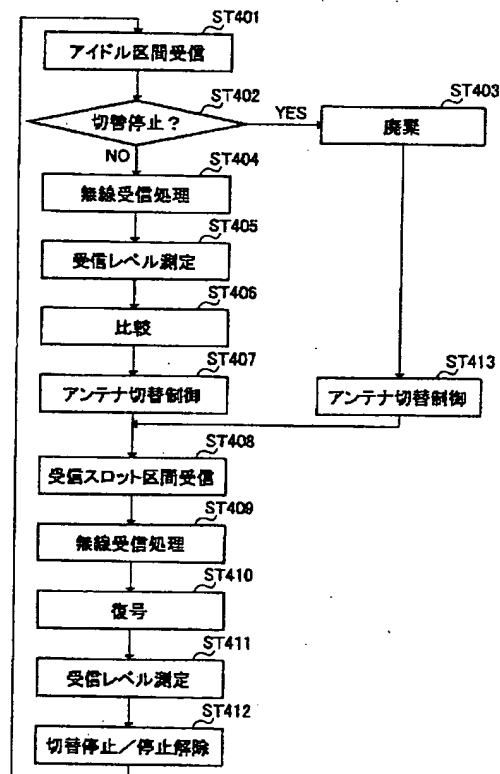 ST401
アイドル区間受信
ST402
切替停止?
YES
ST403
廃棄
NO
ST404
無線受信処理
ST405
受信レベル測定
ST406
比較
ST407
アンテナ切替制御
ST413
アンテナ切替制御
ST408
受信スロット区間受信
ST409
無線受信処理
ST410
復号
ST411
受信レベル測定
ST412
切替停止/停止解除